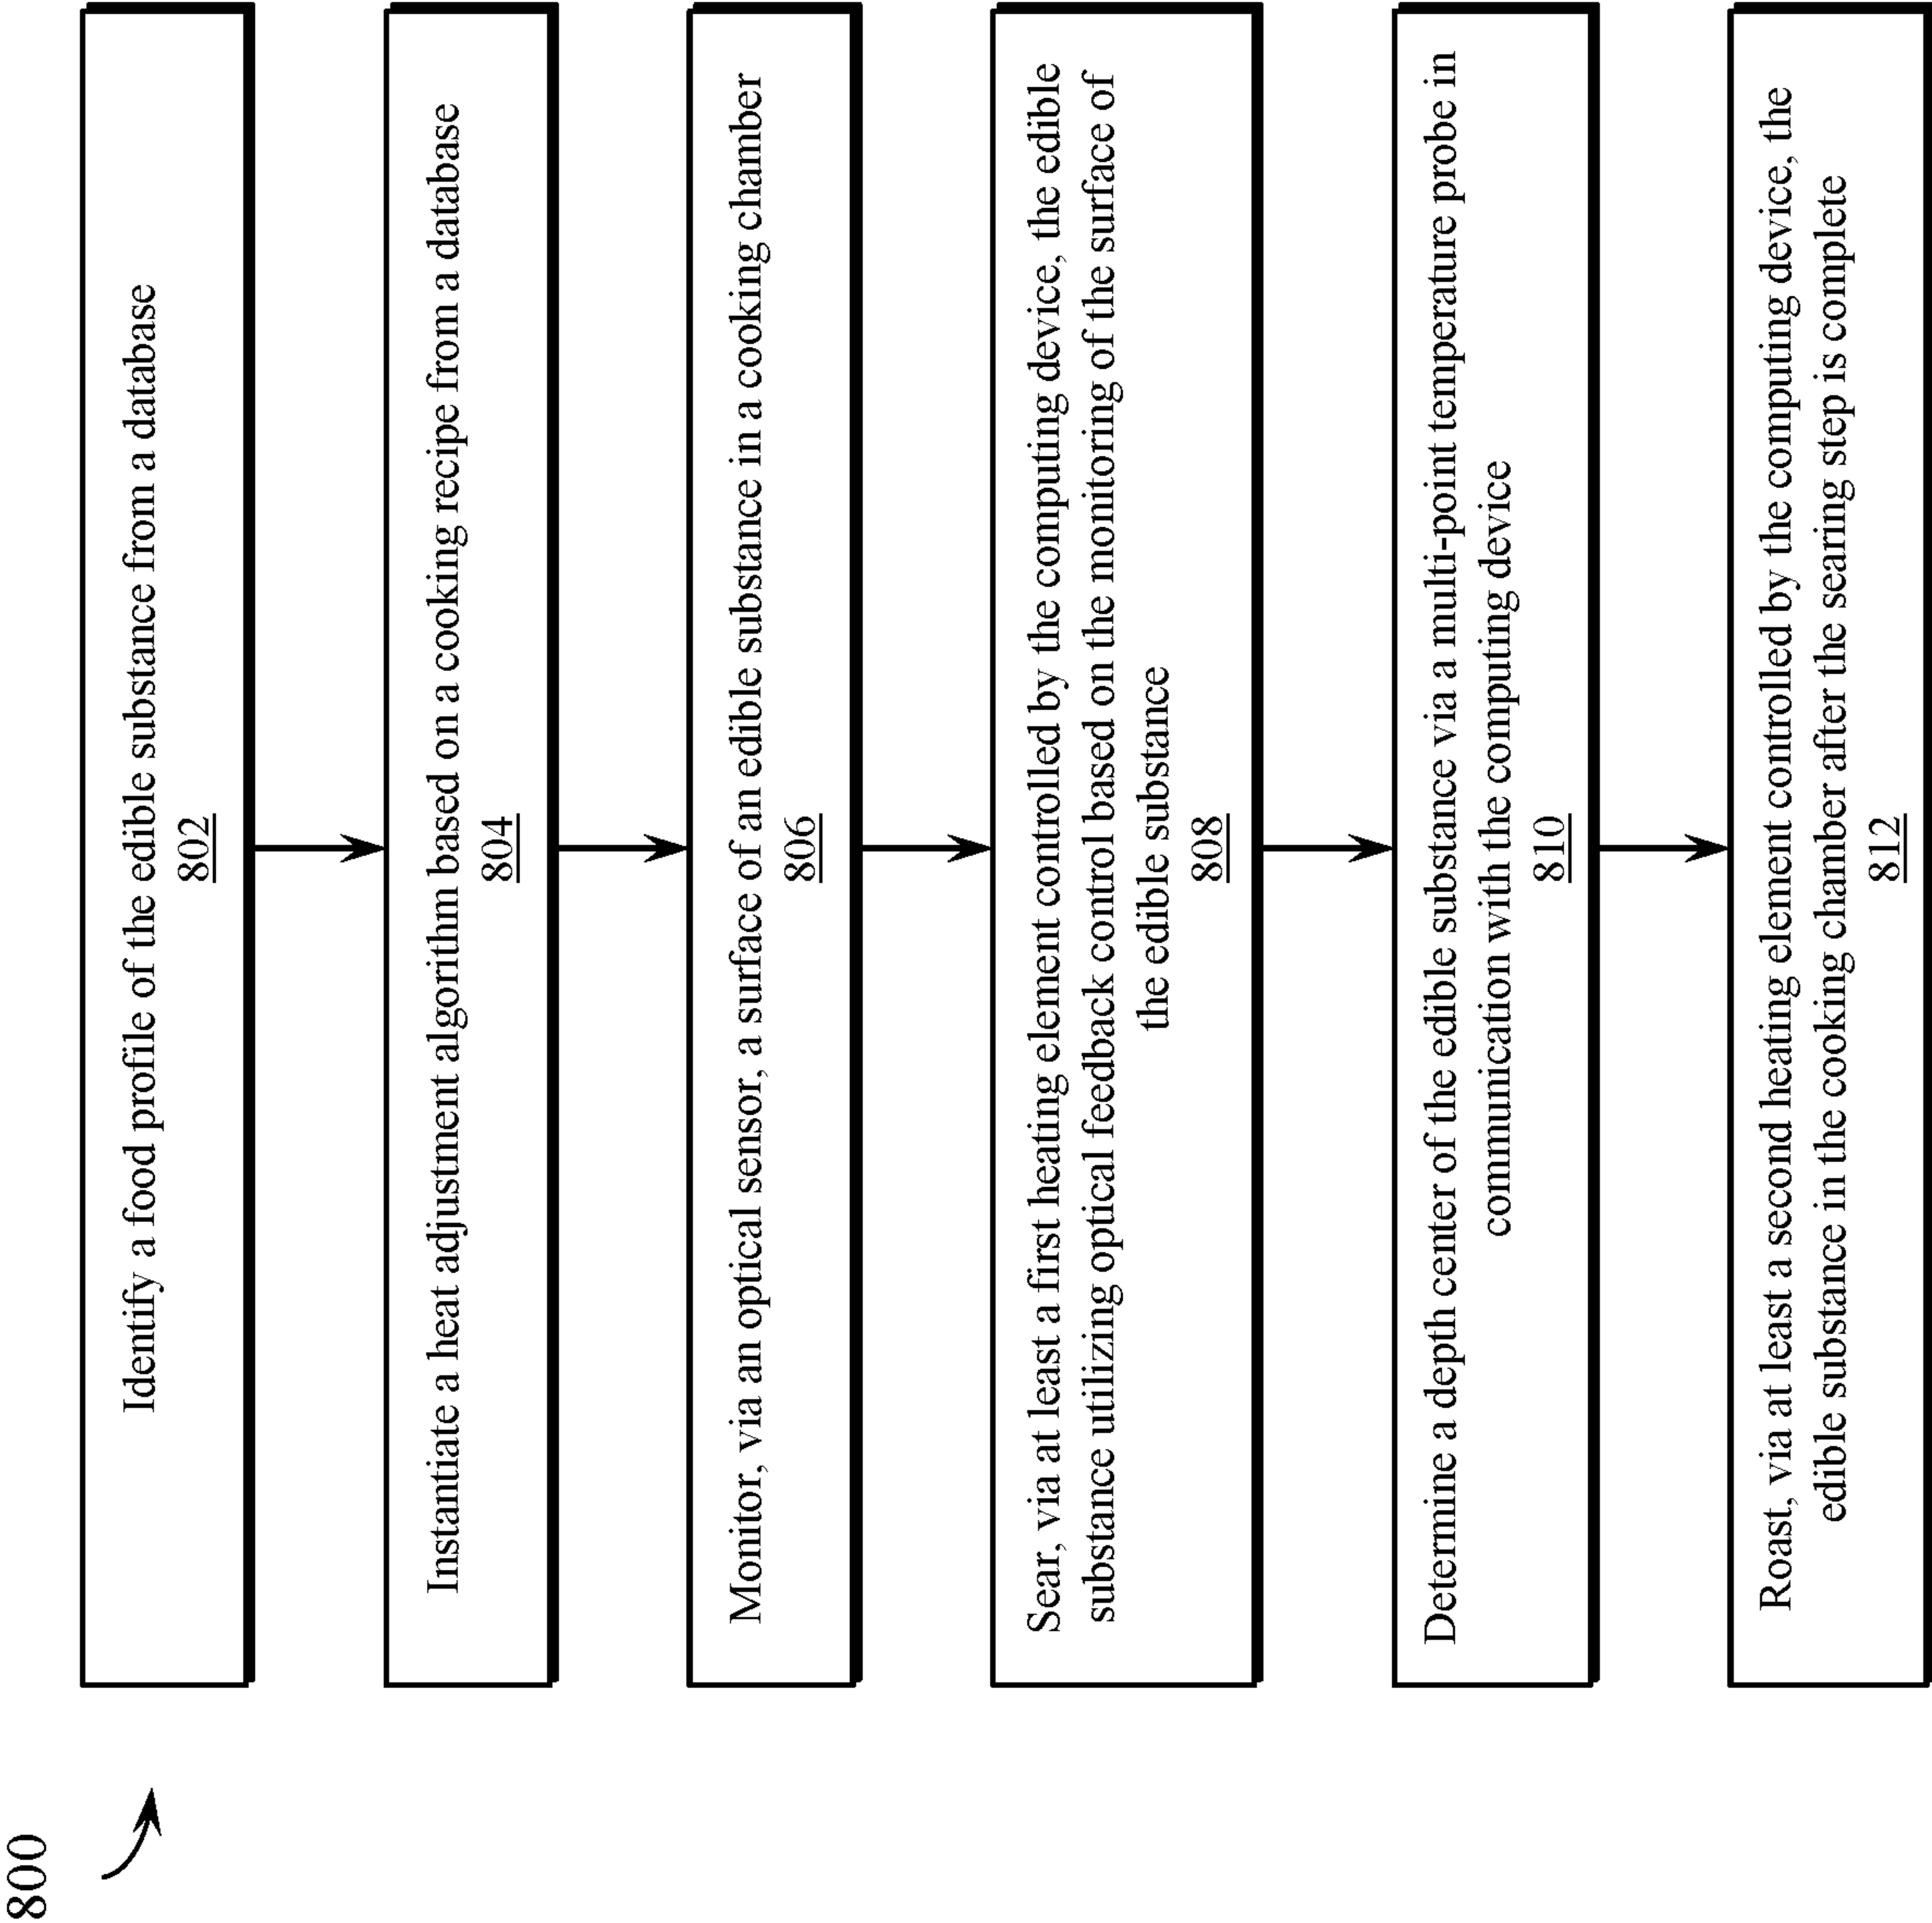 800
Identify a food profile of the edible substance from a database
802
Instantiate a heat adjustment algorithm based on a cooking recipe from a database
804
Monitor, via an optical sensor, a surface of an edible substance in a cooking chamber
806
Sear, via at least a first heating element controlled by the computing device, the edible
substance utilizing optical feedback control based on the monitoring of the surface of
the edible substance
808
Determine a depth center of the edible substance via a multi-point temperature probe in
communication with the computing device
810
Roast, via at least a second heating element controlled by the computing device, the
edible substance in the cooking chamber after the searing step is complete
812